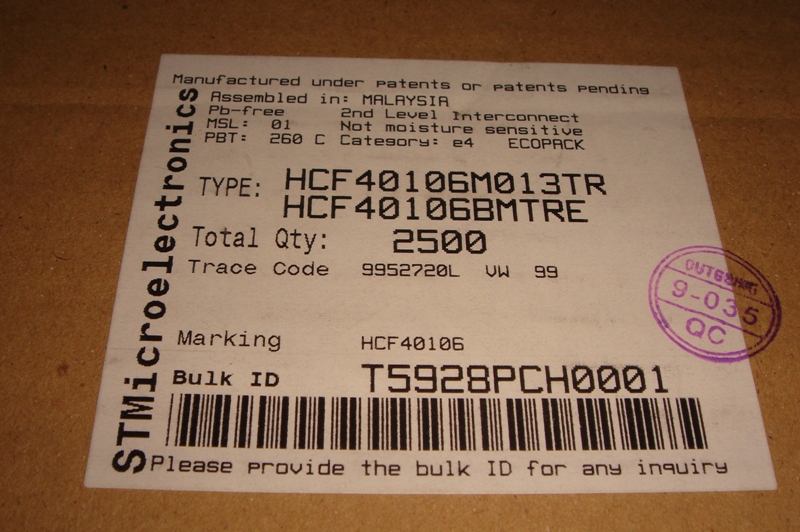 Manufactured under patents or patents pending
Assembled in: MALAYSIA
Pb-free 2nd Level Interconnect
MSL: 01 Not moisture sensitive
PBT: 260 C Category: e4 ECOPACK
TYPE: HCF40106M013TR
HCF40106BMTRE
Total Qty: 2500
Trace Code 9952720L VW 99
Marking HCF40106
Bulk ID T5928PCH0001
Please provide the bulk ID for any inquiry
STMicroelectronics
9-035
QC